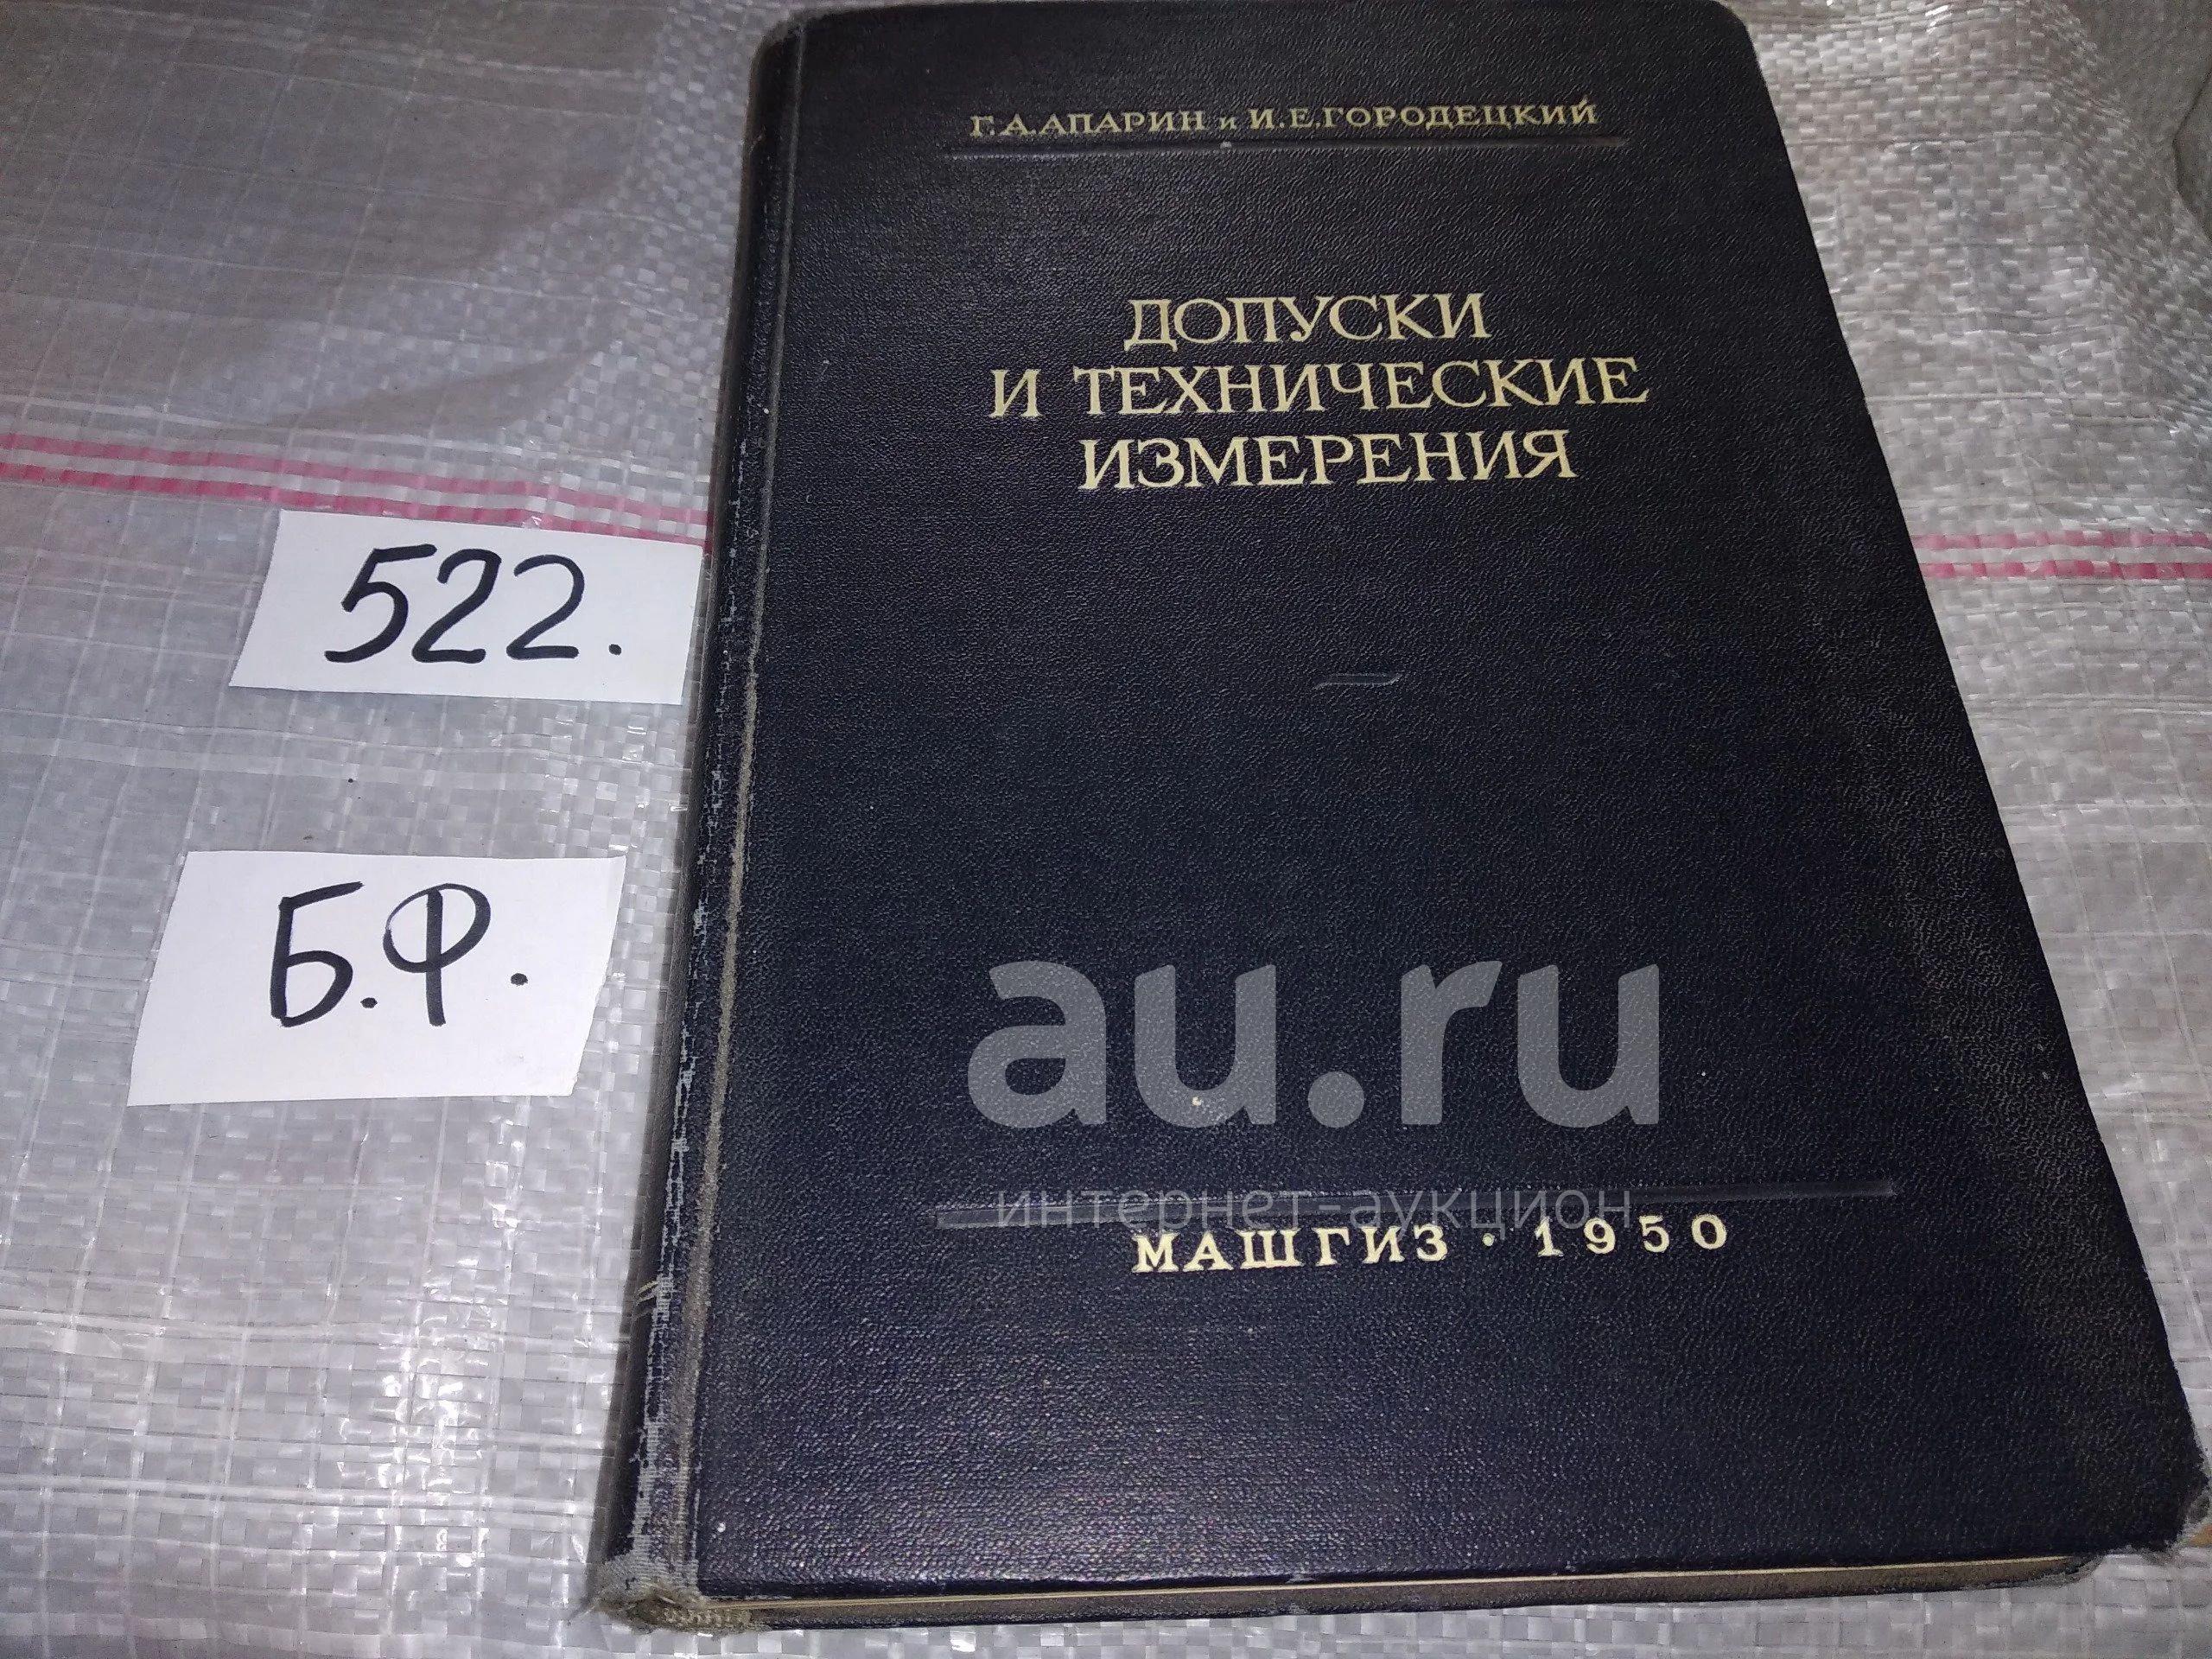 Г. А. АПАРИН и И. Е. ГОРОДЕЦКИЙ
ДОПУСКИ
И ТЕХНИЧЕСКИЕ
ИЗМЕРЕНИЯ
522.
Б.Ф.
au.ru
интернет-аукцион
МАШГИЗ · 1950